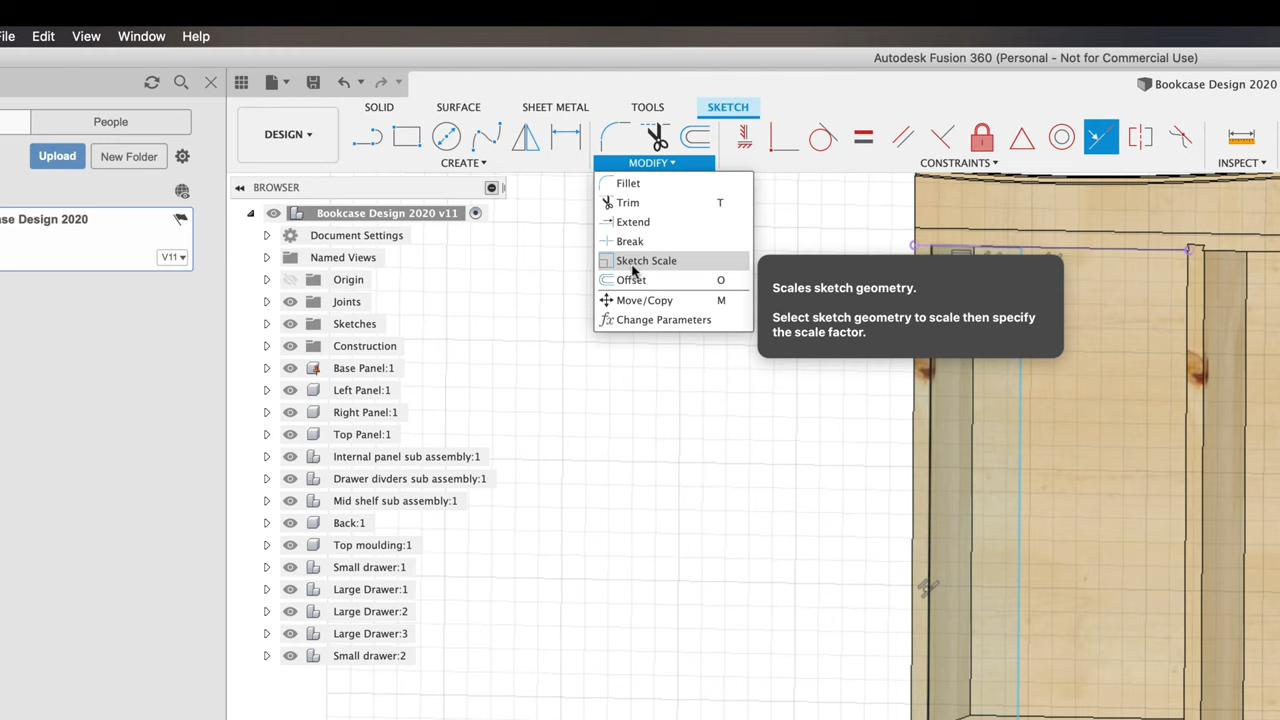 File Edit View Window Help
Autodesk Fusion 360 (Personal - Not for Commercial Use)
Bookcase Design 2020
SOLID SURFACE SHEET METAL TOOLS SKETCH
People
DESIGN ▾
Upload New Folder
CREATE ▾ MODIFY ▾ CONSTRAINTS ▾ INSPECT ▾
BROWSER
se Design 2020
V11 ▾
Bookcase Design 2020 v11
Document Settings
Named Views
Origin
Joints
Sketches
Construction
Base Panel:1
Left Panel:1
Right Panel:1
Top Panel:1
Internal panel sub assembly:1
Drawer divders sub assembly:1
Mid shelf sub assembly:1
Back:1
Top moulding:1
Small drawer:1
Large Drawer:1
Large Drawer:2
Large Drawer:3
Small drawer:2
Fillet
Trim T
Extend
Break
Sketch Scale
Offset O
Move/Copy M
Change Parameters
Scales sketch geometry.
Select sketch geometry to scale then specify
the scale factor.